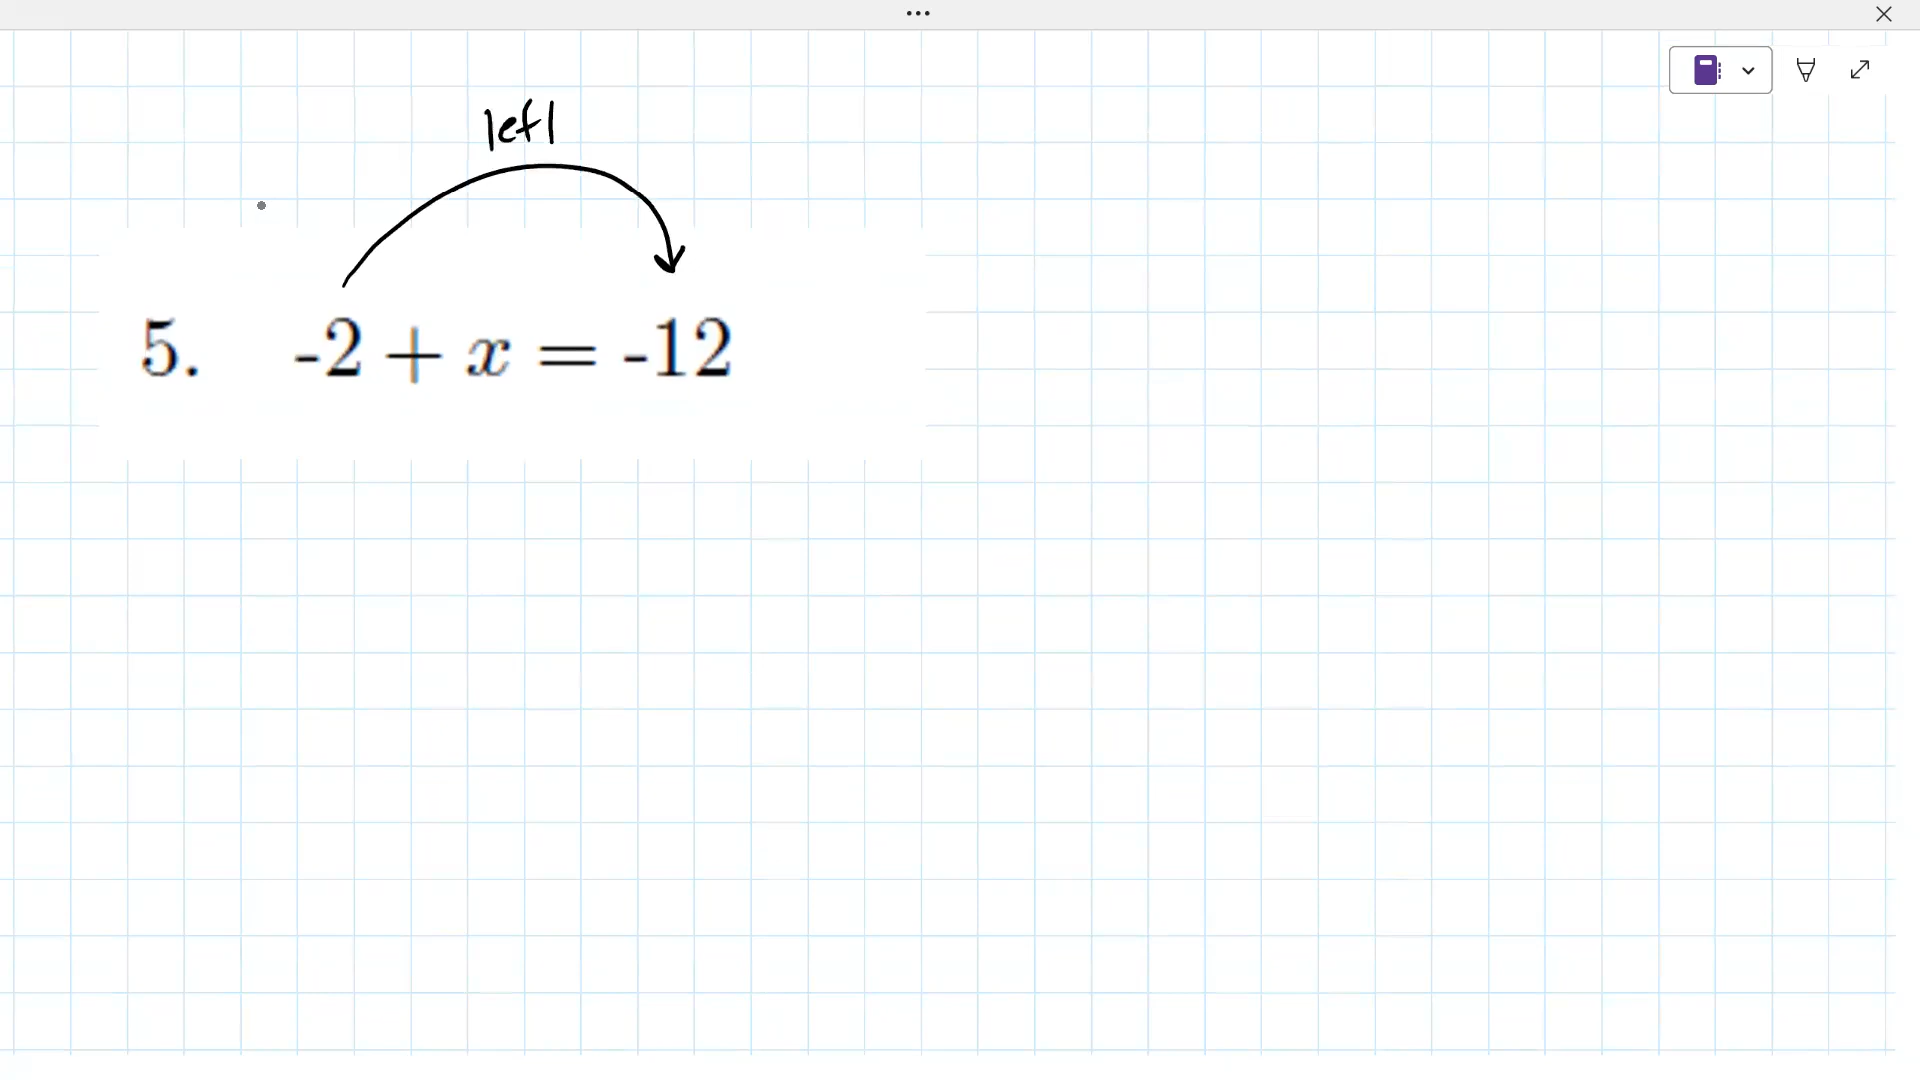 left
5. -2 + x = -12